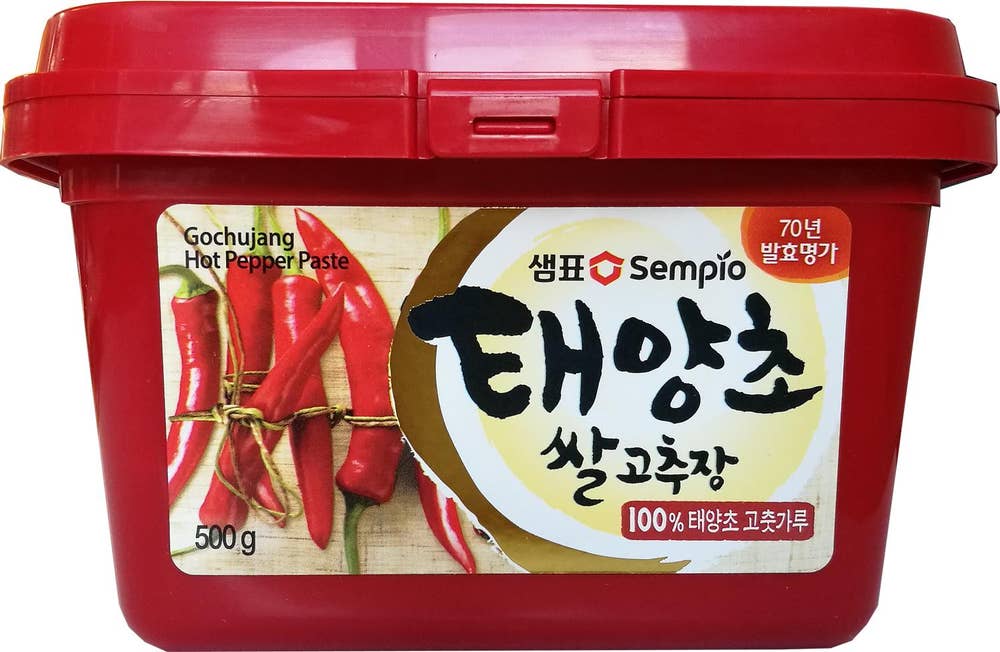 Gochujang
Hot Pepper Paste
70년
발효명가
샘표 Sempio
태양초
쌀고추장
100% 태양초 고춧가루
500g